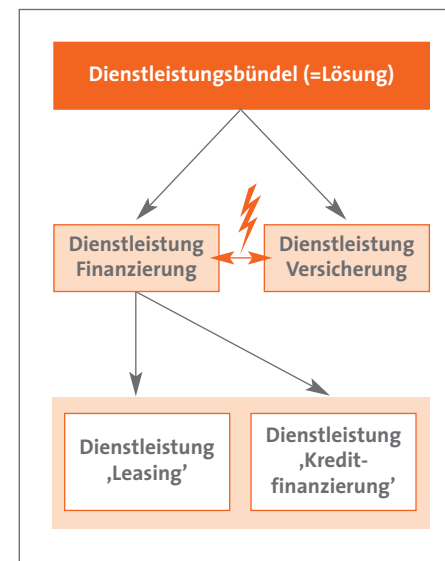 Dienstleistungsbündel (=Lösung)
Dienstleistung
Finanzierung
Dienstleistung
Versicherung
Dienstleistung
‚Leasing’
Dienstleistung
‚Kredit-
finanzierung’